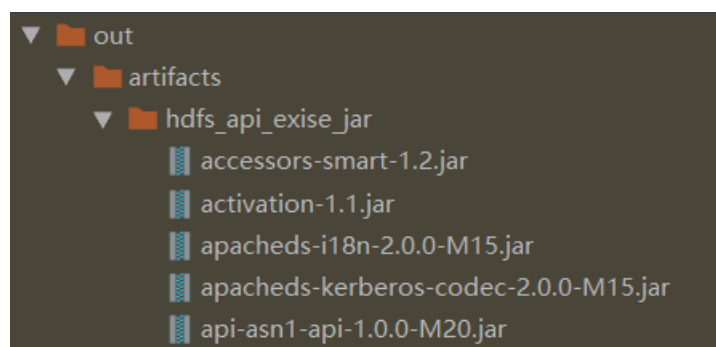 out
artifacts
hdfs_api_exise_jar
accessors-smart-1.2.jar
activation-1.1.jar
apacheds-i18n-2.0.0-M15.jar
apacheds-kerberos-codec-2.0.0-M15.jar
api-asn1-api-1.0.0-M20.jar